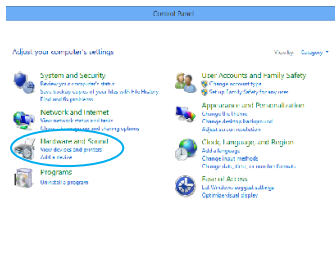 Control Panel
Adjust your computer's settings
View by: Category
System and Security
Review your computer's status
Save backup copies of your files with File History
Find and fix problems
Network and Internet
View network status and tasks
Choose homegroup and sharing options
Hardware and Sound
View devices and printers
Add a device
Programs
Uninstall a program
User Accounts and Family Safety
Change account type
Set up Family Safety for any user
Appearance and Personalization
Change the theme
Change desktop background
Adjust screen resolution
Clock, Language, and Region
Add a language
Change input methods
Change date, time, or number formats
Ease of Access
Let Windows suggest settings
Optimize visual display